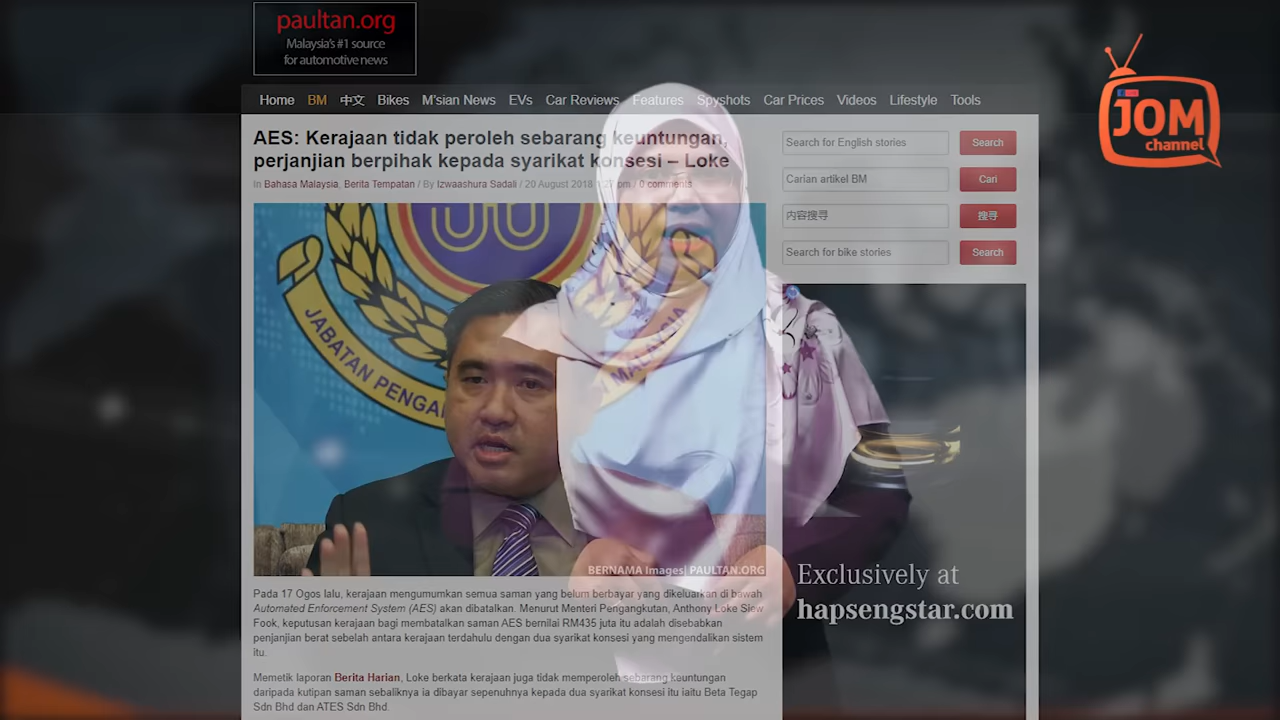 paultan.org
Malaysia's #1 source
for automotive news
JOM
channel
Home BM 中文 Bikes M'sian News EVs Car Reviews Features Spyshots Car Prices Videos Lifestyle Tools
AES: Kerajaan tidak peroleh sebarang keuntungan,
perjanjian berpihak kepada syarikat konsesi – Loke
In Bahasa Malaysia, Berita Tempatan / By Izwaashura Sadali / 20 August 2018 1:27 pm / 0 comments
Search for English stories Search
Carian artikel BM Cari
内容搜寻 搜寻
Search for bike stories Search
JABATAN PENGA
MALAYSIA
BERNAMA Images| PAULTAN.ORG
Exclusively at
hapsengstar.com
Pada 17 Ogos lalu, kerajaan mengumumkan semua saman yang belum berbayar yang dikeluarkan di bawah
Automated Enforcement System (AES) akan dibatalkan. Menurut Menteri Pengangkutan, Anthony Loke Siew
Fook, keputusan kerajaan bagi membatalkan saman AES bernilai RM435 juta itu adalah disebabkan
penjanjian berat sebelah antara kerajaan terdahulu dengan dua syarikat konsesi yang mengendalikan sistem
itu.
Memetik laporan Berita Harian, Loke berkata kerajaan juga tidak memperoleh sebarang keuntungan
daripada kutipan saman sebaliknya ia dibayar sepenuhnya kepada dua syarikat konsesi itu iaitu Beta Tegap
Sdn Bhd dan ATES Sdn Bhd.